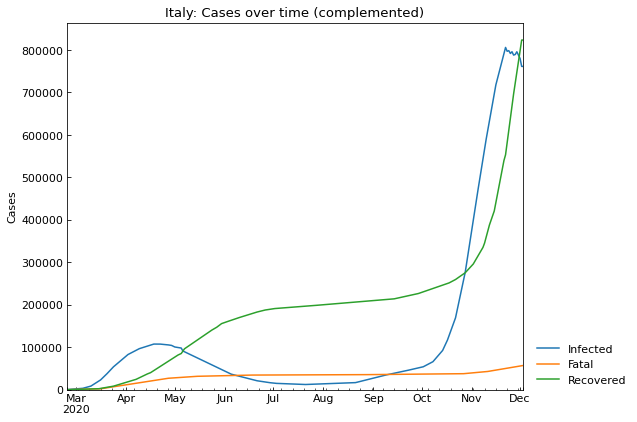 Italy: Cases over time (complemented)
800000
700000
600000
500000
400000
300000
200000
100000
0
Cases
Mar Apr May Jun Jul Aug Sep Oct Nov Dec
2020
Infected
Fatal
Recovered